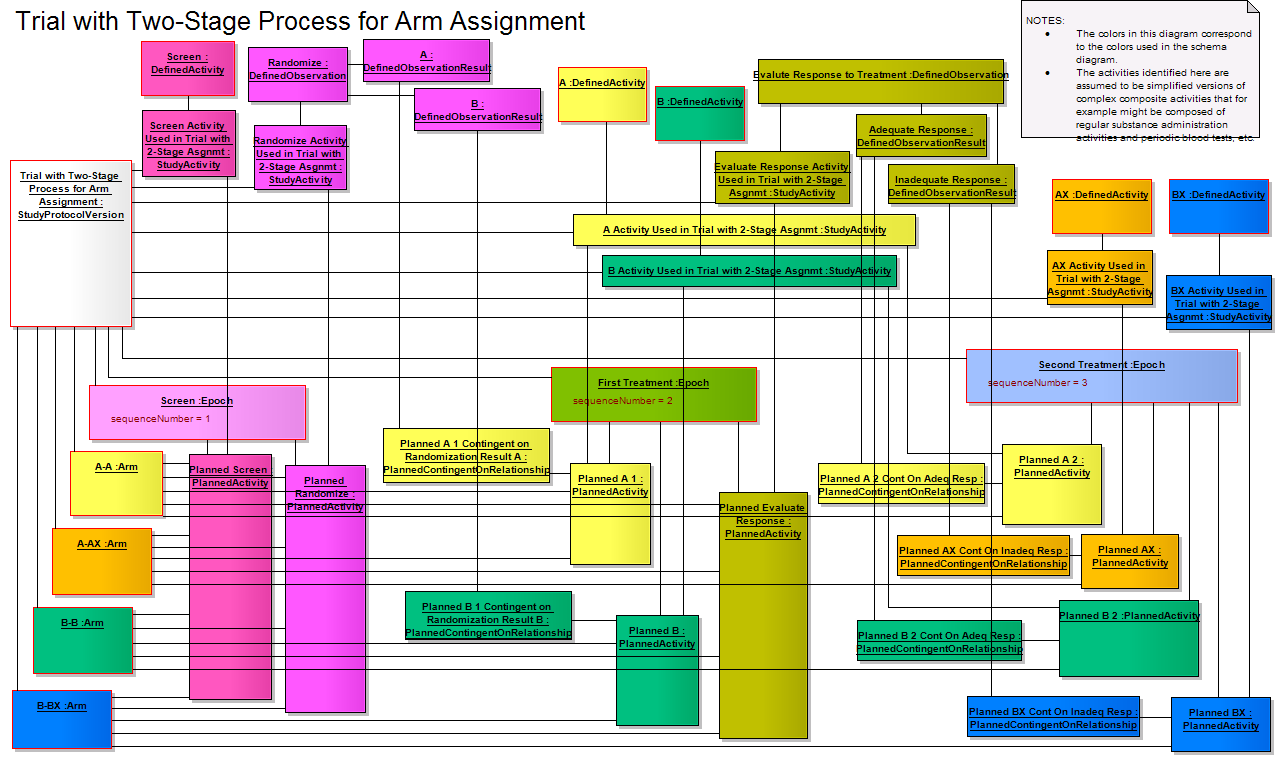 Trial with Two-Stage Process for Arm Assignment
NOTES:
• The colors in this diagram correspond
to the colors used in the schema
diagram.
• The activities identified here are
assumed to be simplified versions of
complex composite activities that for
example might be composed of
regular substance administration
activities and periodic blood tests, etc.
Screen :
DefinedActivity
Randomize :
DefinedObservation
A :
DefinedObservationResult
B :
DefinedObservationResult
A :DefinedActivity
B :DefinedActivity
Evalute Response to Treatment :DefinedObservation
Adequate Response :
DefinedObservationResult
Inadequate Response :
DefinedObservationResult
Screen Activity
Used in Trial with
2-Stage Asgnmt :
StudyActivity
Randomize Activity
Used in Trial with
2-Stage Asgnmt :
StudyActivity
Evaluate Response Activity
Used in Trial with 2-Stage
Asgnmt :StudyActivity
Trial with Two-Stage
Process for Arm
Assignment :
StudyProtocolVersion
AX :DefinedActivity
BX :DefinedActivity
A Activity Used in Trial with 2-Stage Asgnmt :StudyActivity
B Activity Used in Trial with 2-Stage Asgnmt :StudyActivity
AX Activity Used in
Trial with 2-Stage
Asgnmt :StudyActivity
BX Activity Used in
Trial with 2-Stage
Asgnmt :StudyActivity
Screen :Epoch
sequenceNumber = 1
First Treatment :Epoch
sequenceNumber = 2
Second Treatment :Epoch
sequenceNumber = 3
A-A :Arm
A-AX :Arm
B-B :Arm
B-BX :Arm
Planned Screen :
PlannedActivity
Planned
Randomize :
PlannedActivity
Planned A 1 Contingent on
Randomization Result A :
PlannedContingentOnRelationship
Planned A 1 :
PlannedActivity
Planned B 1 Contingent on
Randomization Result B :
PlannedContingentOnRelationship
Planned B :
PlannedActivity
Planned Evaluate
Response :
PlannedActivity
Planned A 2 Cont On Adeq Resp :
PlannedContingentOnRelationship
Planned A 2 :
PlannedActivity
Planned AX Cont On Inadeq Resp :
PlannedContingentOnRelationship
Planned AX :
PlannedActivity
Planned B 2 Cont On Adeq Resp :
PlannedContingentOnRelationship
Planned B 2 :PlannedActivity
Planned BX Cont On Inadeq Resp :
PlannedContingentOnRelationship
Planned BX :
PlannedActivity